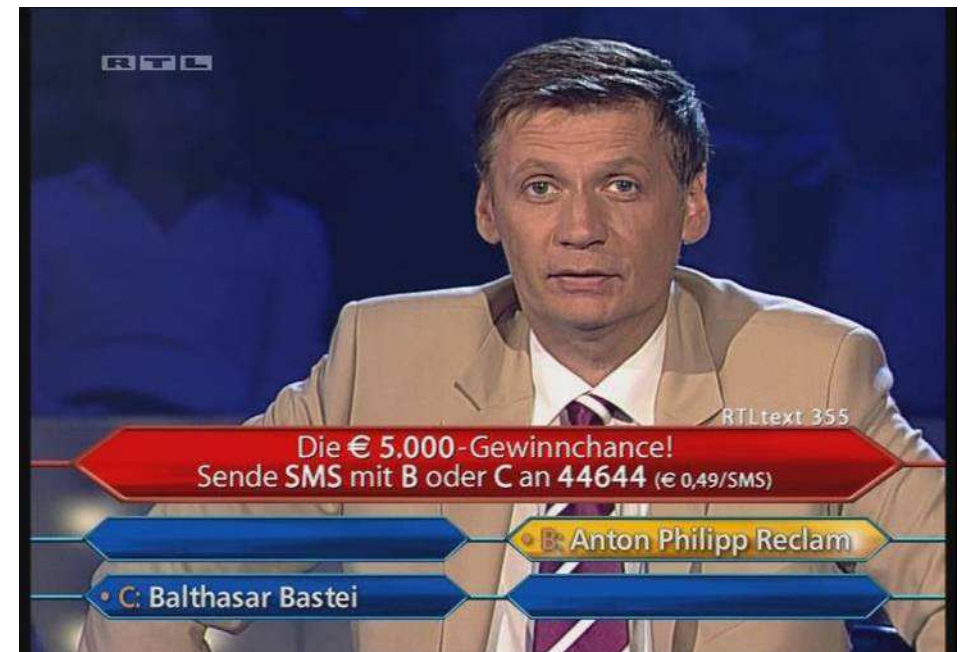 RTL
RTLtext 355
Die € 5.000-Gewinnchance!
Sende SMS mit B oder C an 44644 (€ 0,49/SMS)
B: Anton Philipp Reclam
C: Balthasar Bastei